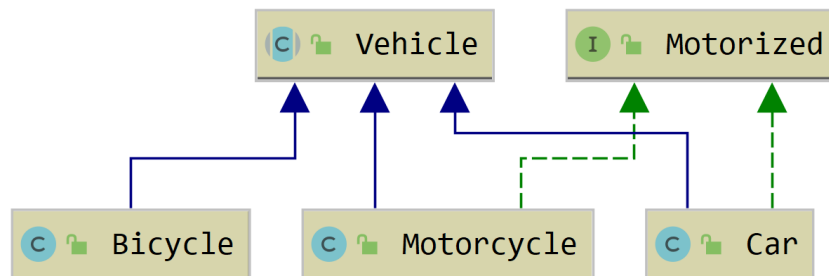 C Vehicle
I Motorized
C Bicycle
C Motorcycle
C Car